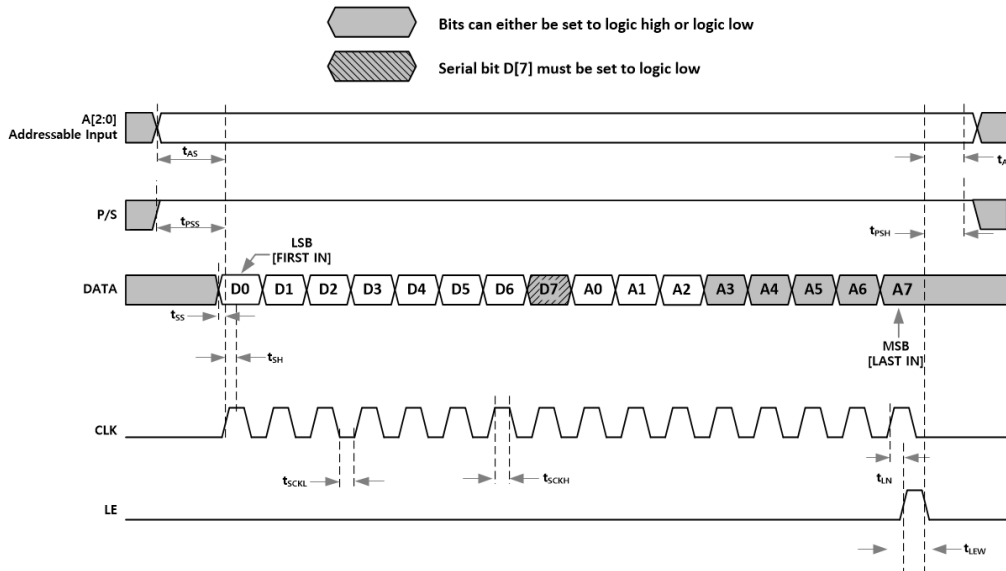 Bits can either be set to logic high or logic low
Serial bit D[7] must be set to logic low
A[2:0]
Addressable Input
tAS
P/S
tPSS
tPSH
LSB
[FIRST IN]
DATA
D0 D1 D2 D3 D4 D5 D6 D7 A0 A1 A2 A3 A4 A5 A6 A7
tSS
tSH
MSB
[LAST IN]
CLK
tSCKL
tSCKH
tLN
LE
tLEW